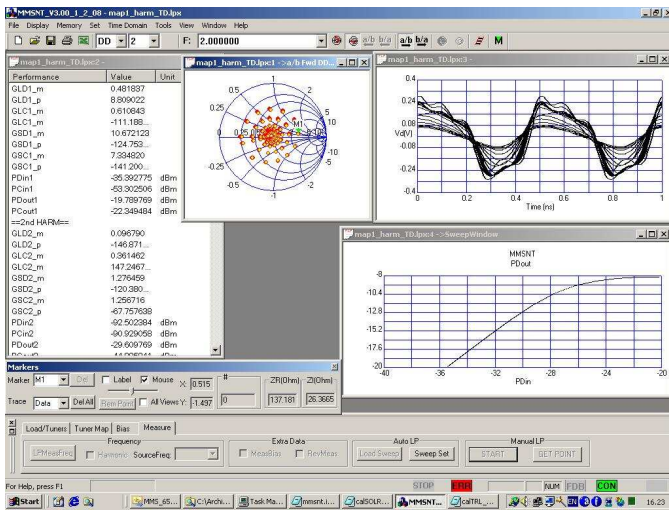 MMSNT_V3.00_1_2_08 - map1_harm_TD.lpx
File Display Memory Set Time Domain Tools View Window Help
DD 2 F: 2.000000 a/b b/a a/b b/a M
map1_harm_TD.lpx:2 -
Performance Value Unit
GLD1_m 0.481837
GLD1_p 8.809022
GLC1_m 0.610843
GLC1_p -111.188...
GSD1_m 10.672123
GSD1_p -124.753...
GSC1_m 7.334820
GSC1_p -141.200...
PDin1 -35.392775 dBm
PCin1 -53.302506 dBm
PDout1 -19.789769 dBm
PCout1 -22.349484 dBm
==2nd HARM==
GLD2_m 0.096790
GLD2_p -146.871...
GLC2_m 0.361462
GLC2_p 147.2467...
GSD2_m 1.276459
GSD2_p -120.380...
GSC2_m 1.256716
GSC2_p -67.757638
PDin2 -92.502384 dBm
PCin2 -90.929058 dBm
PDout2 -29.609769 dBm
map1_harm_TD.lpx:1 ->a/b Fwd DD...
1
0.5 2
0.25 5
10
M1
0 0.25 0.5
-10
-0.25 -5
-0.5 -2
-1
map1_harm_TD.lpx:3 -
0.4
0.24
0.08
Vd(V)
-0.08
-0.24
-0.4
0 0.2 0.4 0.6 0.8 1
Time (ns)
map1_harm_TD.lpx:4 ->SweepWindow
MMSNT
PDout
-8
-10.4
-12.8
-15.2
-17.6
-20
-40 -36 -32 -28 -24 -20
PDin
Markers
Marker M1 Del Label Mouse X: 0.515 # ZR(Ohm) ZI(Ohm)
Trace Data Del All Rem Point All Views Y: -1.497 0 137.181 26.3665
Load/Tuners Tuner Map Bias Measure
Frequency Extra Data Auto LP Manual LP
LPMeasFreq Harmonic SourceFreq: MeasBias RevMeas Load Sweep Sweep Set START GET POINT
For Help, press F1 STOP ERR NUM FDB CON
Start MMS_65... C:\Archi... Task Ma... mmsnt.i... calSOLR... MMSNT... calTRL_... 16.23